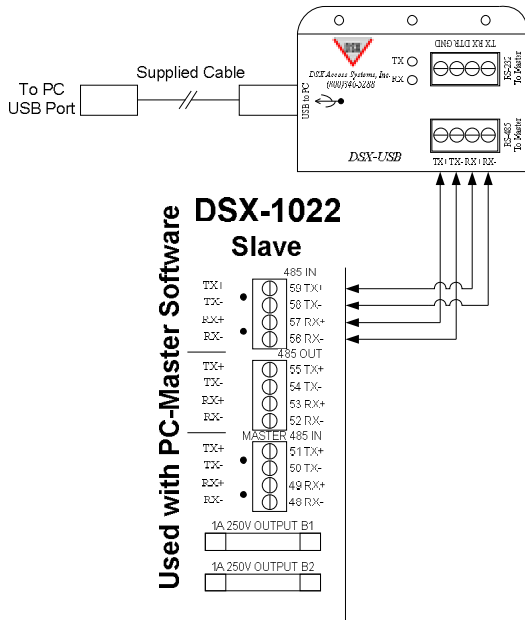 To PC
USB Port
Supplied Cable
DSX
DSX Access Systems, Inc.
(800)346-5288
USB to PC
TX
RX
TX RX DTR GND
RS-232
To Master
RS-485
To Master
DSX-USB
TX+ TX- RX+ RX-
DSX-1022
Slave
Used with PC-Master Software
485 IN
TX+ 59 TX+
TX- 58 TX-
RX+ 57 RX+
RX- 56 RX-
485 OUT
TX+ 55 TX+
TX- 54 TX-
RX+ 53 RX+
RX- 52 RX-
MASTER 485 IN
TX+ 51 TX+
TX- 50 TX-
RX+ 49 RX+
RX- 48 RX-
1A 250V OUTPUT B1
1A 250V OUTPUT B2